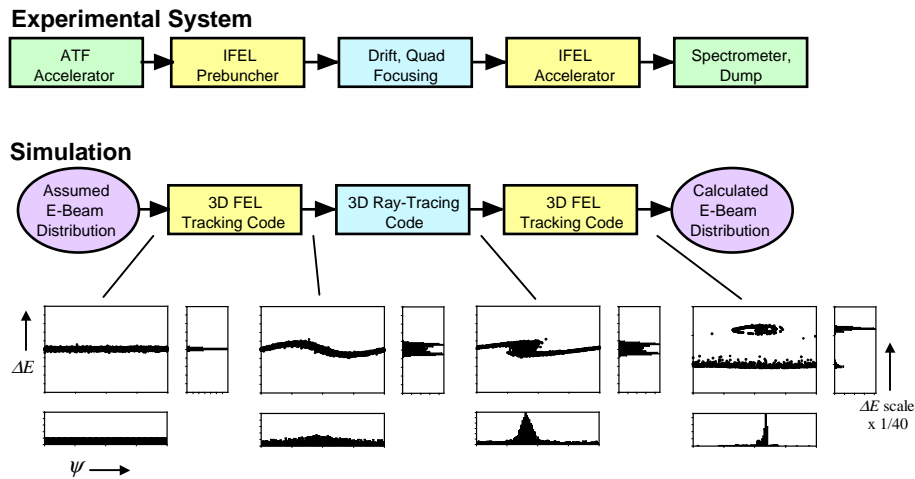 Experimental System
ATF
Accelerator
IFEL
Prebuncher
Drift, Quad
Focusing
IFEL
Accelerator
Spectrometer,
Dump
Simulation
Assumed
E-Beam
Distribution
3D FEL
Tracking Code
3D Ray-Tracing
Code
3D FEL
Tracking Code
Calculated
E-Beam
Distribution
ΔE
ΔE scale
x 1/40
ψ